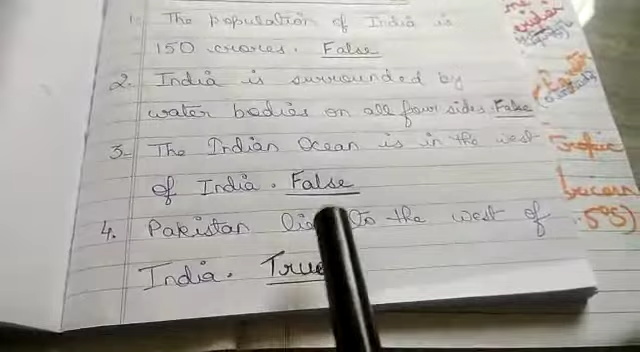 1. The population of India is
150 crores. False
2. India is surrounded by
water bodies on all four sides. False
3. The Indian Ocean is in the west
of India. False
4. Pakistan lies to the west of
India. True